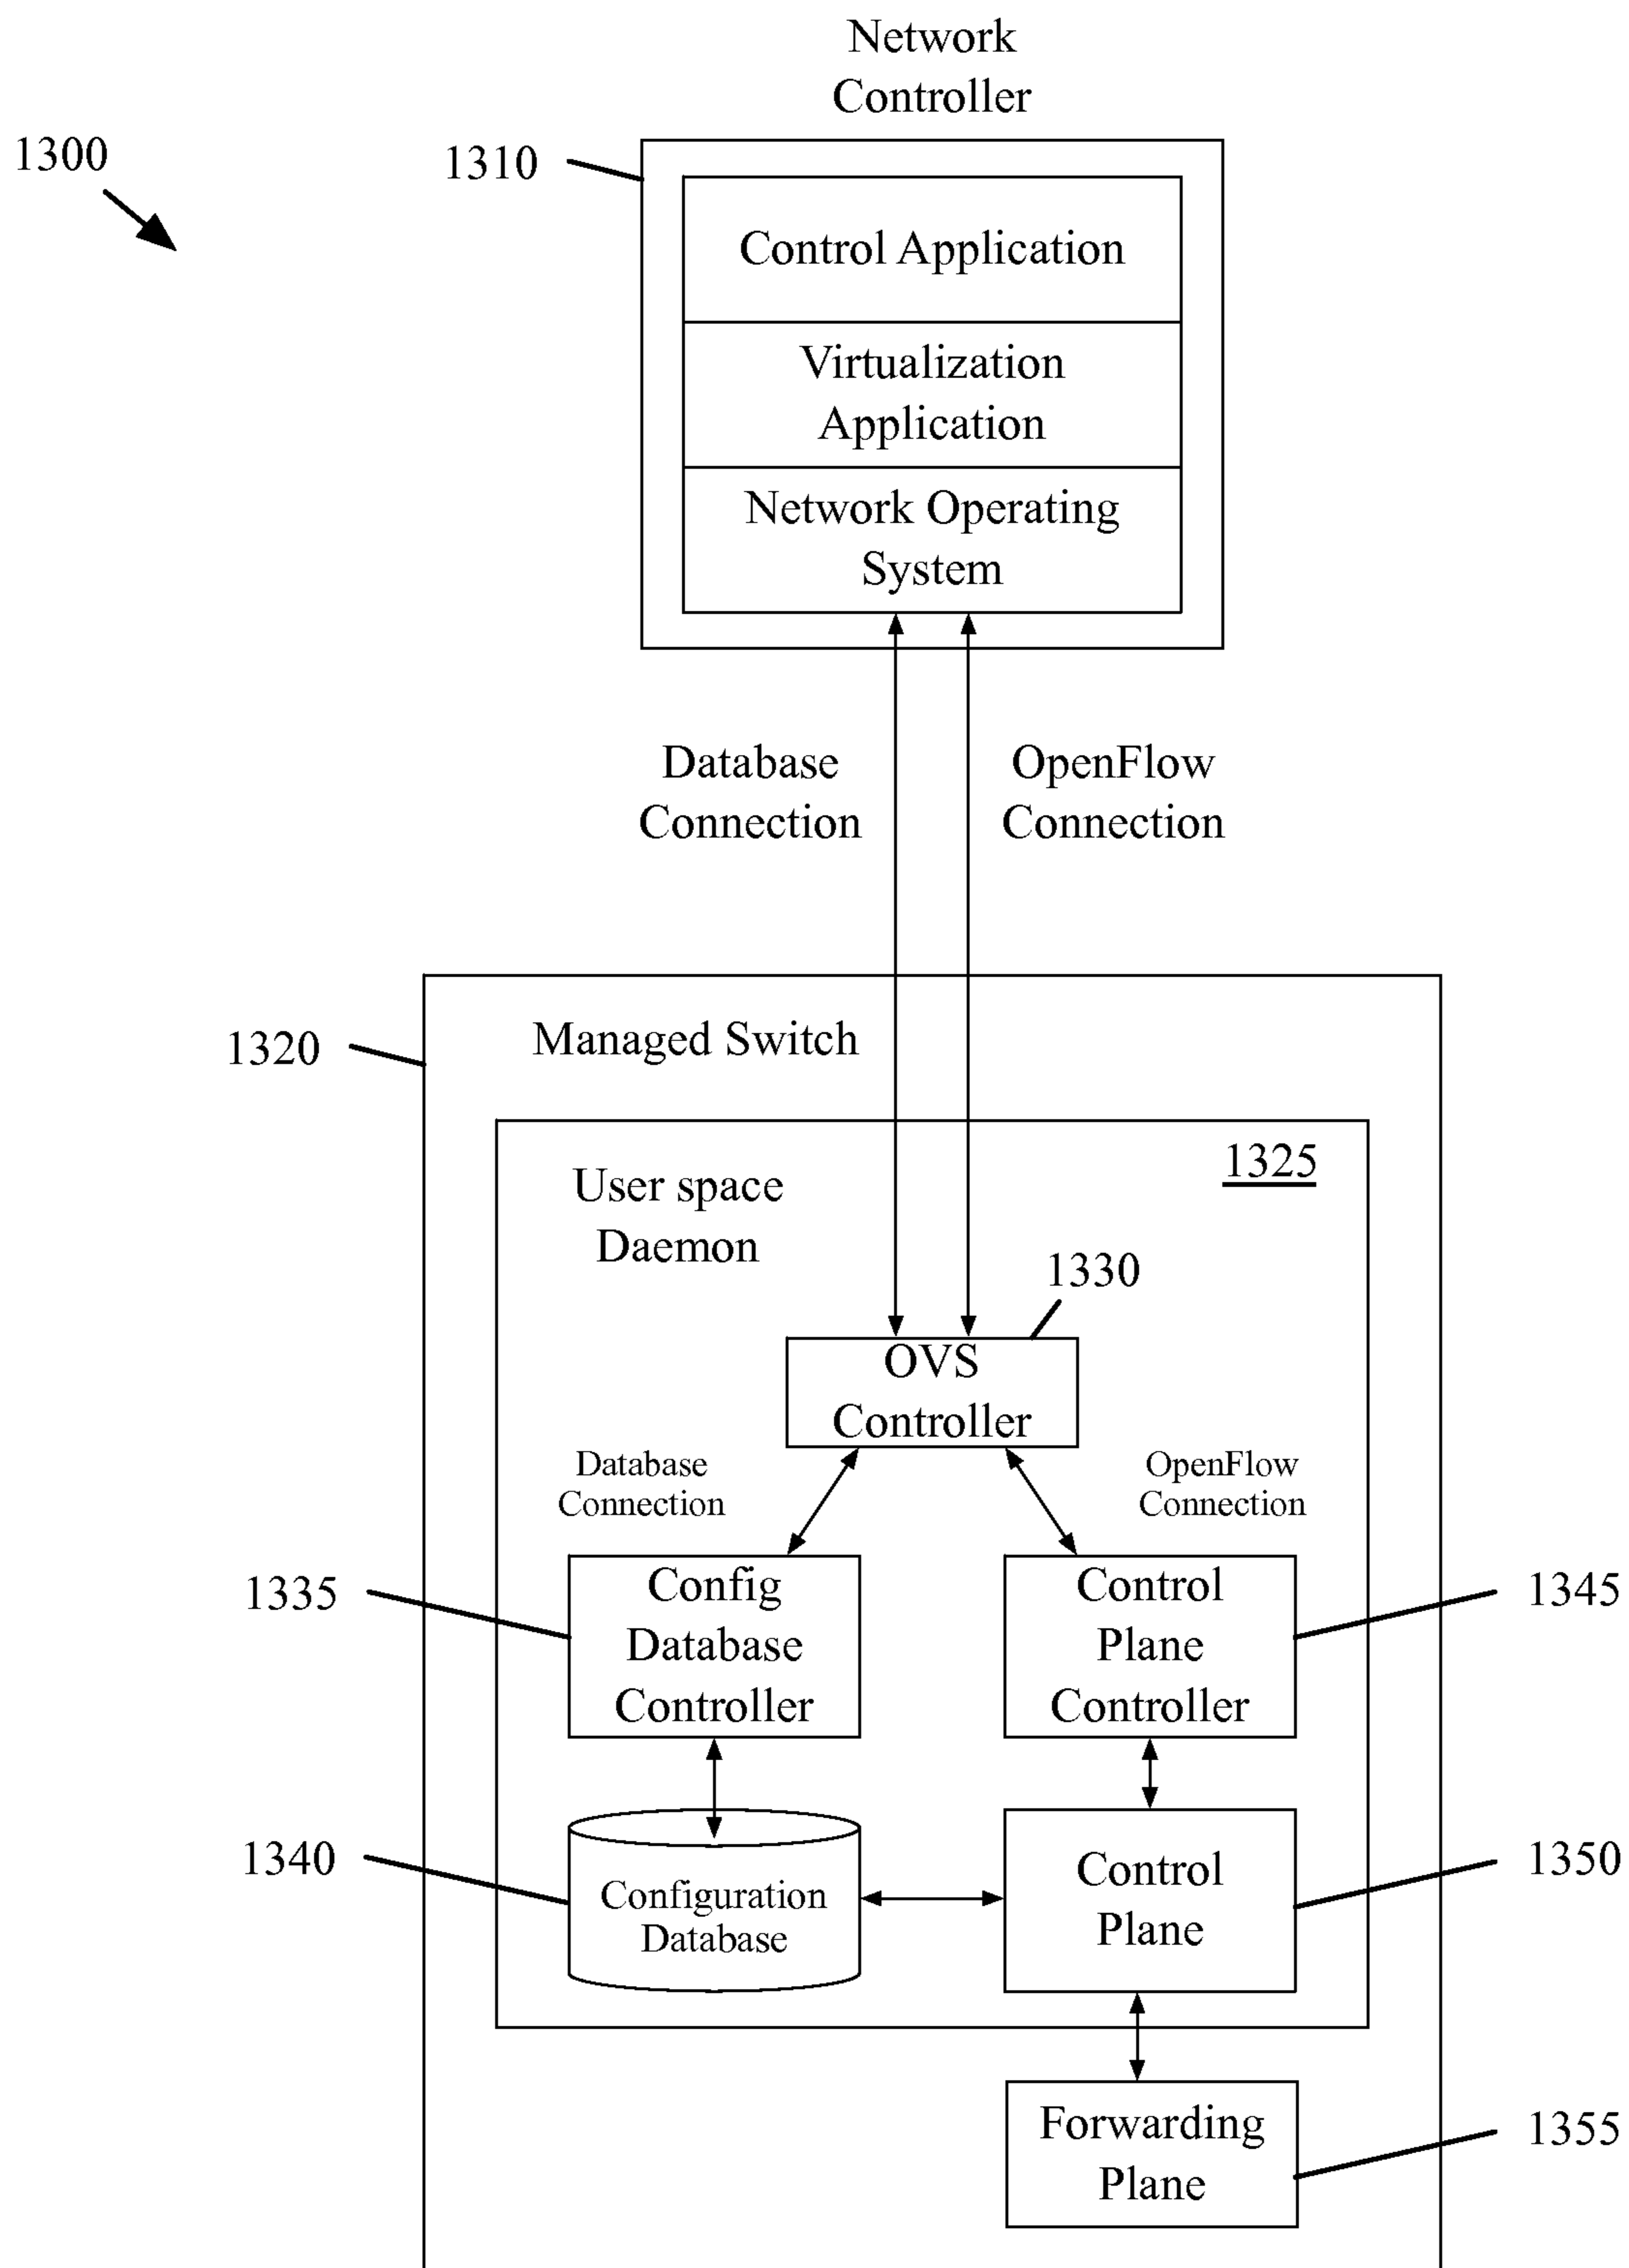 Network
Controller
1300
1310
Control Application
Virtualization
Application
Network Operating
System
Database
Connection
OpenFlow
Connection
1320
Managed Switch
1325
User space
Daemon
1330
OVS
Controller
Database
Connection
OpenFlow
Connection
1335
Config
Database
Controller
Control
Plane
Controller
1345
1340
Configuration
Database
Control
Plane
1350
Forwarding
Plane
1355